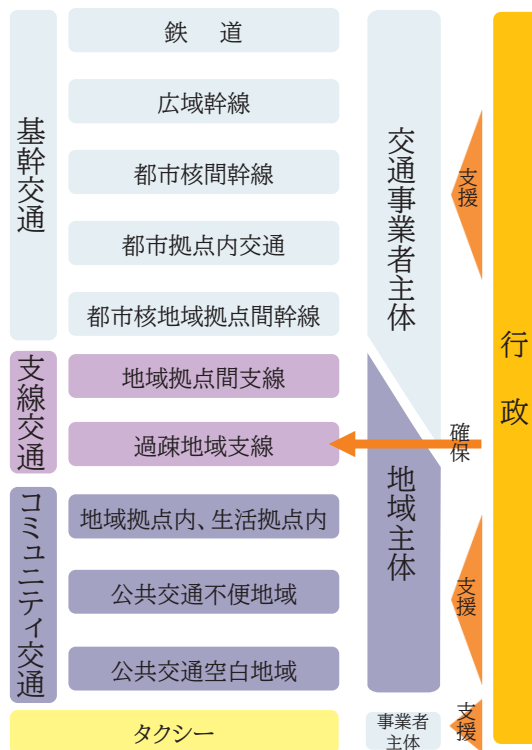 基幹交通
鉄 道
広域幹線
都市核間幹線
都市拠点内交通
都市核地域拠点間幹線
支線交通
地域拠点間支線
過疎地域支線
コミュニティ交通
地域拠点内、生活拠点内
公共交通不便地域
公共交通空白地域
タクシー
交通事業者主体
地域主体
事業者
主体
支援
確保
支援
支援
行 政